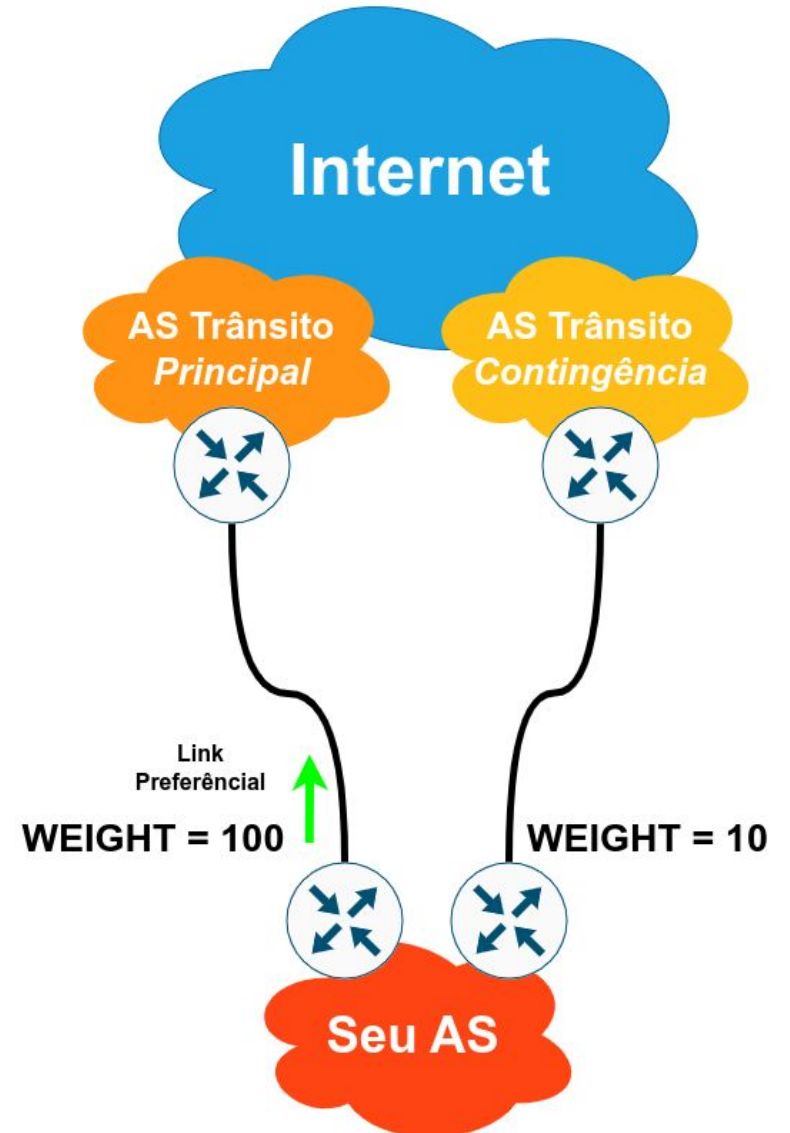 Internet
AS Trânsito
Principal
AS Trânsito
Contingência
Link
Preferêncial
WEIGHT = 100
WEIGHT = 10
Seu AS